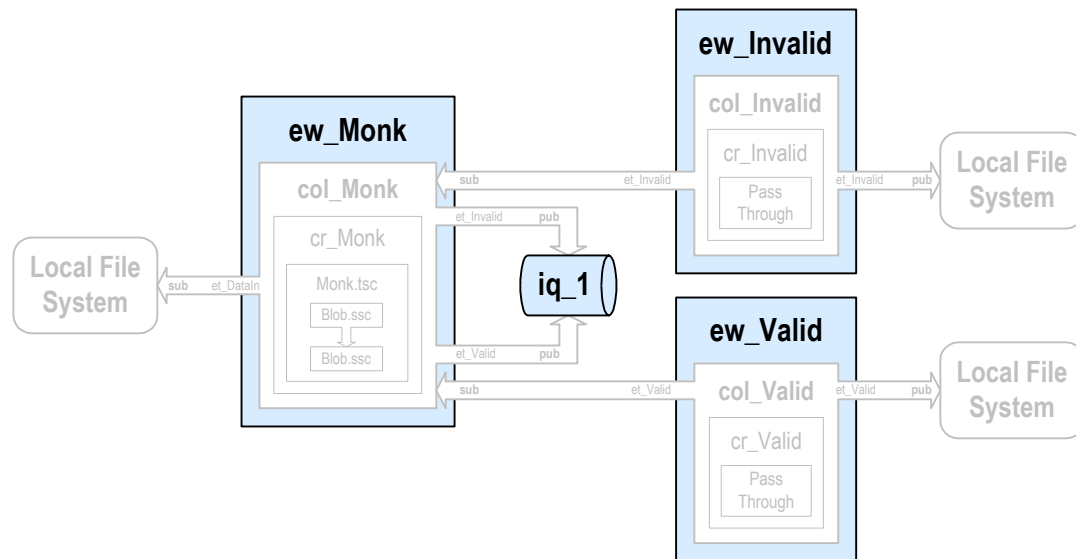 ew_Invalid
col_Invalid
cr_Invalid
Pass
Through
et_Invalid
pub
Local File
System
ew_Monk
col_Monk
cr_Monk
Monk.tsc
Blob.ssc
Blob.ssc
sub
et_Invalid
et_Invalid
pub
Local File
System
sub
et_DataIn
iq_1
et_Valid
pub
sub
et_Valid
ew_Valid
col_Valid
cr_Valid
Pass
Through
et_Valid
pub
Local File
System